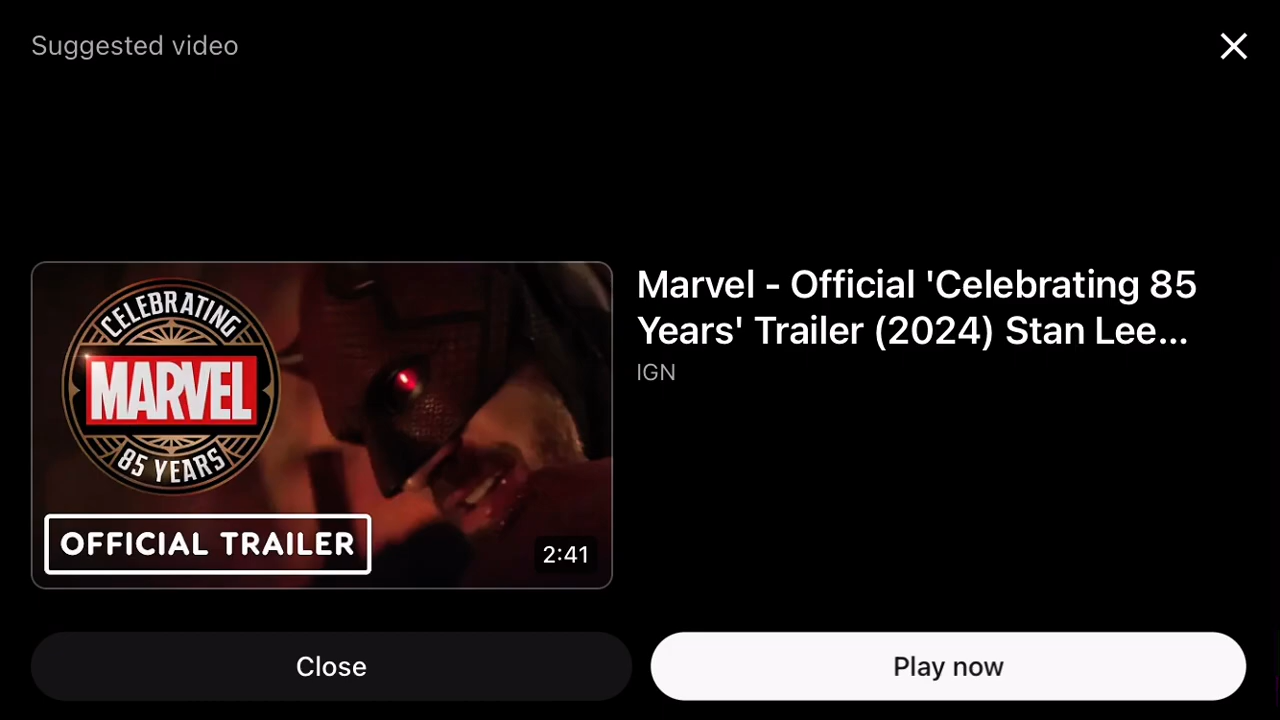 Suggested video
CELEBRATING
MARVEL
85 YEARS
OFFICIAL TRAILER
2:41
Marvel - Official 'Celebrating 85
Years' Trailer (2024) Stan Lee...
IGN
Close
Play now